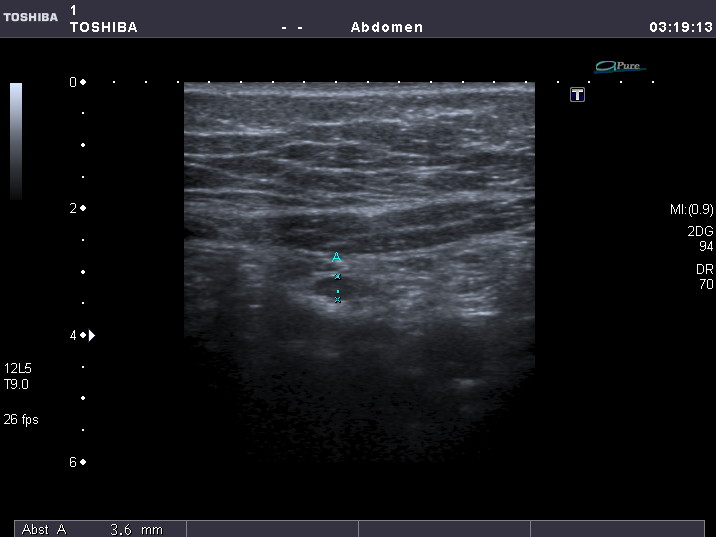 TOSHIBA
1
TOSHIBA - - Abdomen 03:19:13
Pure
T
0
2
4
6
A
MI:(0.9)
2DG
94
DR
70
12L5
T9.0
26 fps
Abst A 3.6 mm